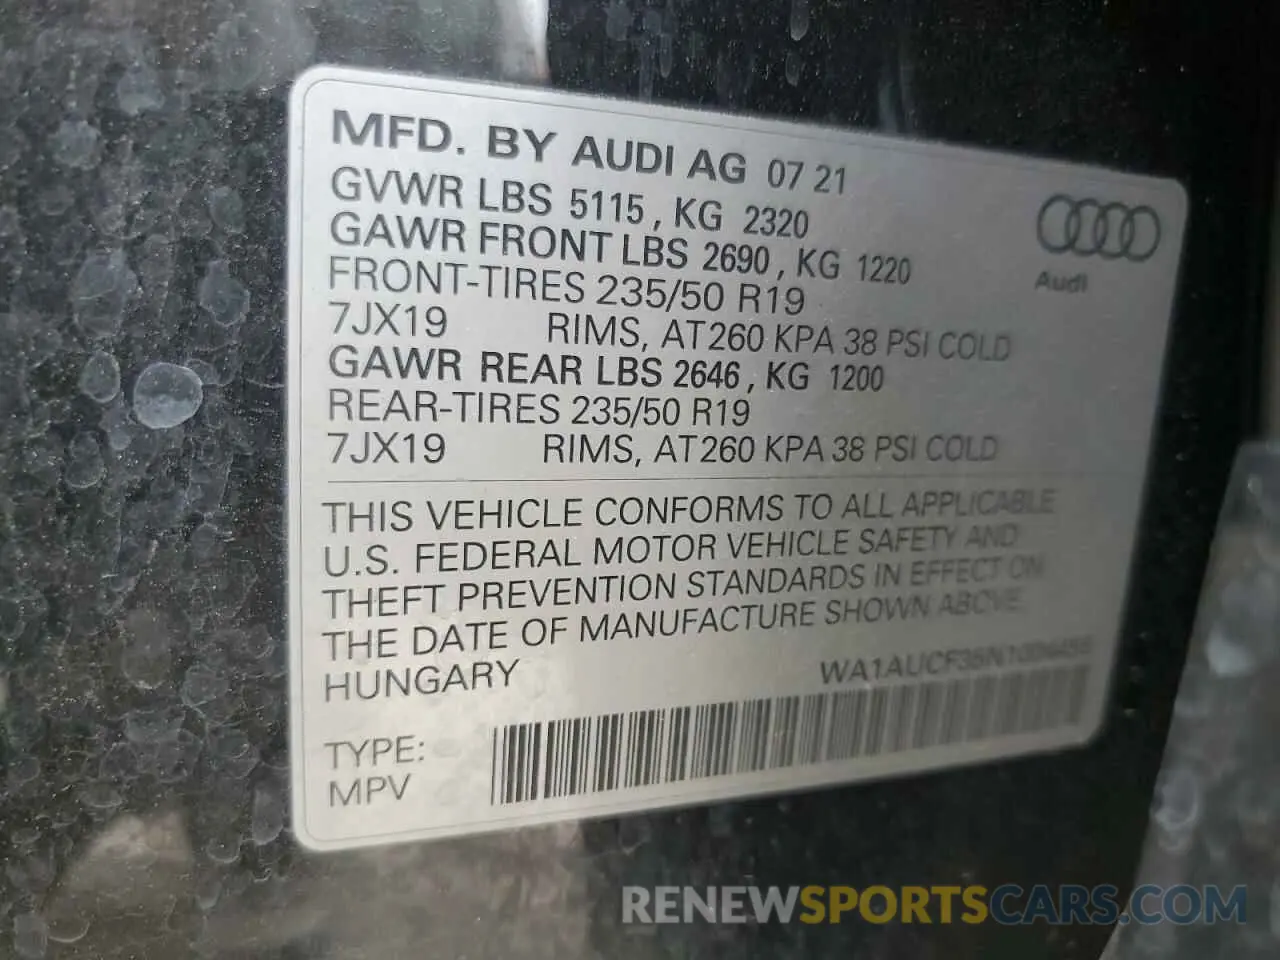 MFD. BY AUDI AG 07 21
GVWR LBS 5115, KG 2320
GAWR FRONT LBS 2690, KG 1220
FRONT-TIRES 235/50 R19
7JX19 RIMS, AT260 KPA 38 PSI COLD
GAWR REAR LBS 2646, KG 1200
REAR-TIRES 235/50 R19
7JX19 RIMS, AT260 KPA 38 PSI COLD
Audi
THIS VEHICLE CONFORMS TO ALL APPLICABLE
U.S. FEDERAL MOTOR VEHICLE SAFETY AND
THEFT PREVENTION STANDARDS IN EFFECT ON
THE DATE OF MANUFACTURE SHOWN ABOVE
HUNGARY
TYPE:
MPV
RENEWSPORTSCARS.COM